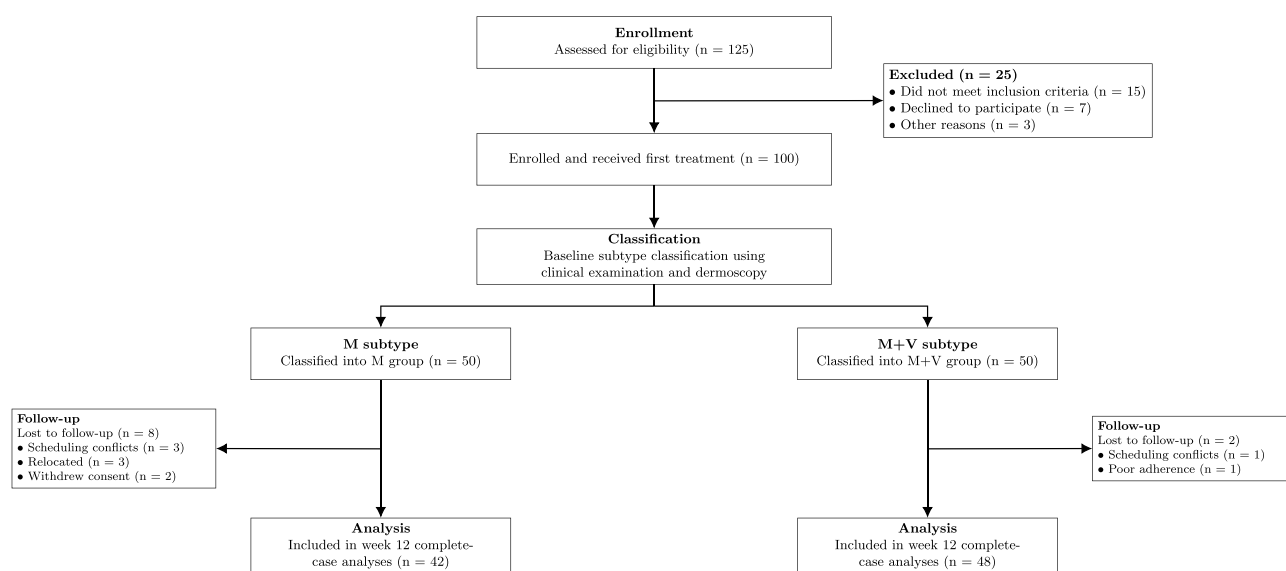 Enrollment
Assessed for eligibility (n = 125)
Excluded (n = 25)
● Did not meet inclusion criteria (n = 15)
● Declined to participate (n = 7)
● Other reasons (n = 3)
Enrolled and received first treatment (n = 100)
Classification
Baseline subtype classification using
clinical examination and dermoscopy
M subtype
Classified into M group (n = 50)
M+V subtype
Classified into M+V group (n = 50)
Follow-up
Lost to follow-up (n = 8)
● Scheduling conflicts (n = 3)
● Relocated (n = 3)
● Withdrew consent (n = 2)
Follow-up
Lost to follow-up (n = 2)
● Scheduling conflicts (n = 1)
● Poor adherence (n = 1)
Analysis
Included in week 12 complete-
case analyses (n = 42)
Analysis
Included in week 12 complete-
case analyses (n = 48)